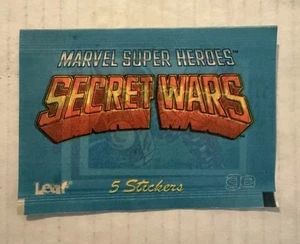 MARVEL SUPER HEROES™
SECRET WARS
Leaf®
5 Stickers